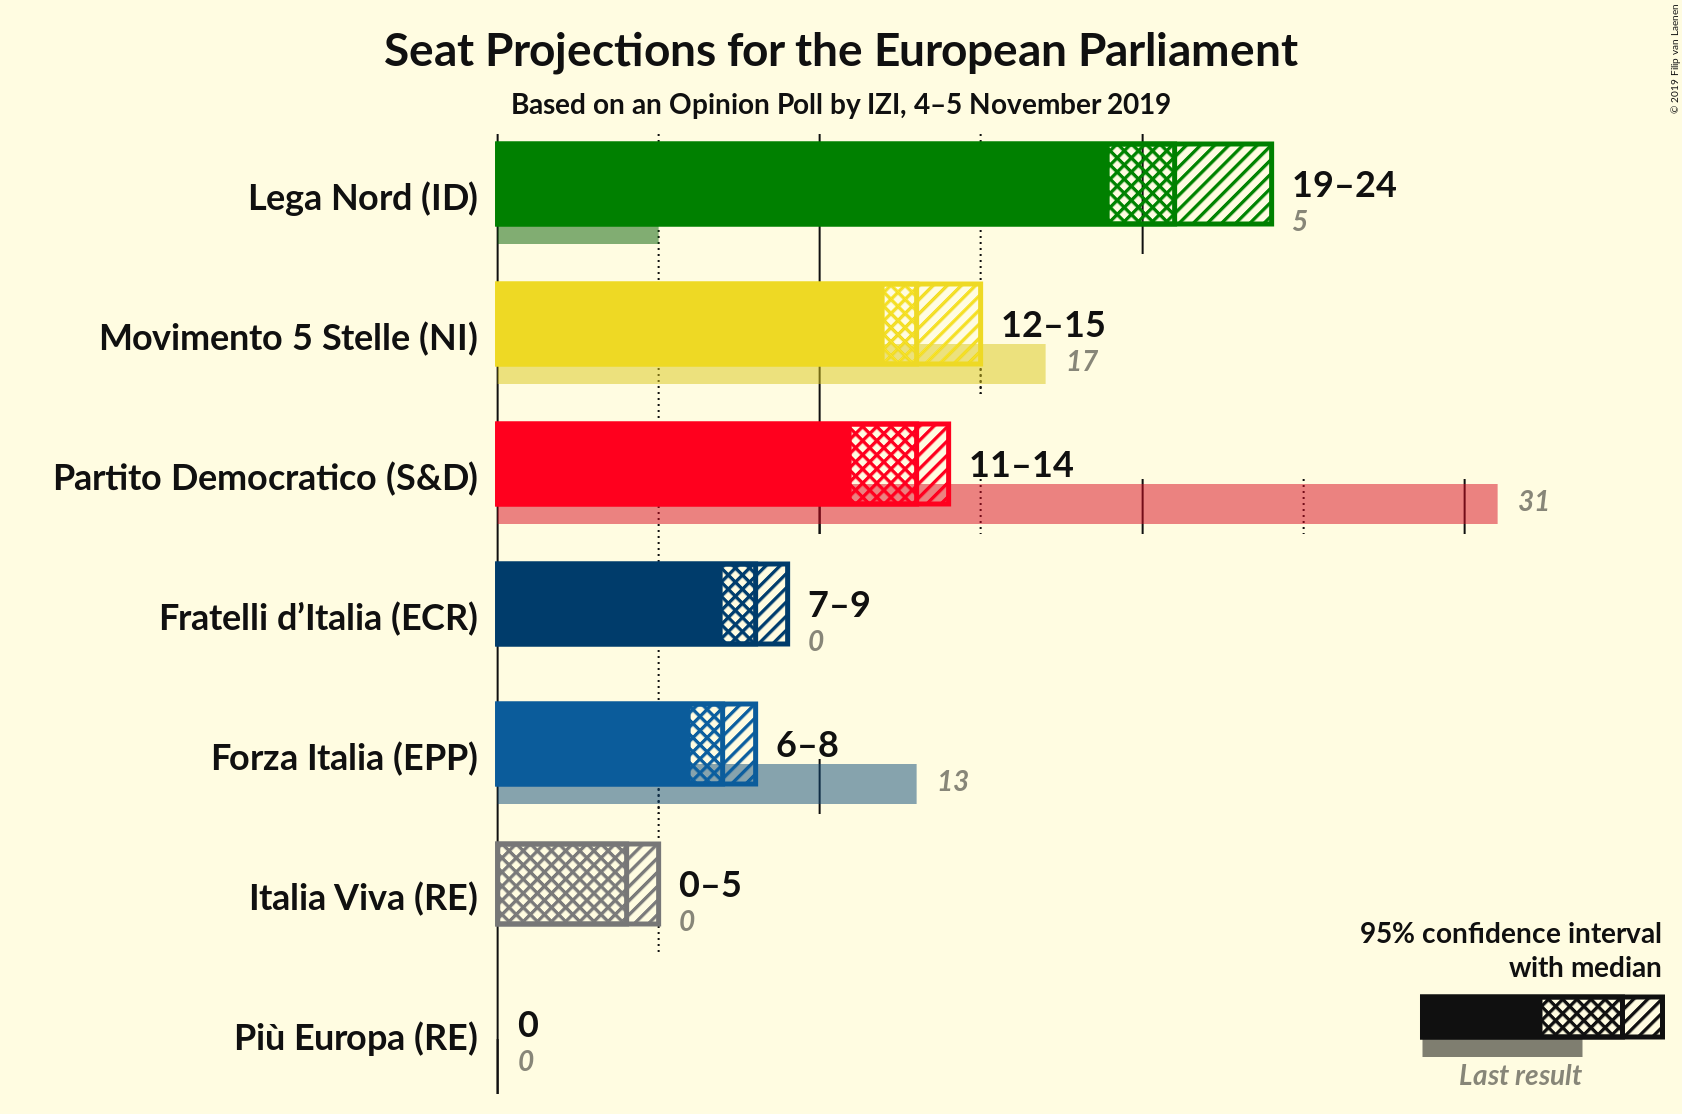 Seat Projections for the European Parliament
Based on an Opinion Poll by IZI, 4–5 November 2019
© 2019 Filip van Laenen
Lega Nord (ID)
19–24
5
Movimento 5 Stelle (NI)
12–15
17
Partito Democratico (S&D)
11–14
31
Fratelli d’Italia (ECR)
7–9
0
Forza Italia (EPP)
6–8
13
Italia Viva (RE)
0–5
0
Più Europa (RE)
0
0
95% confidence interval
with median
Last result